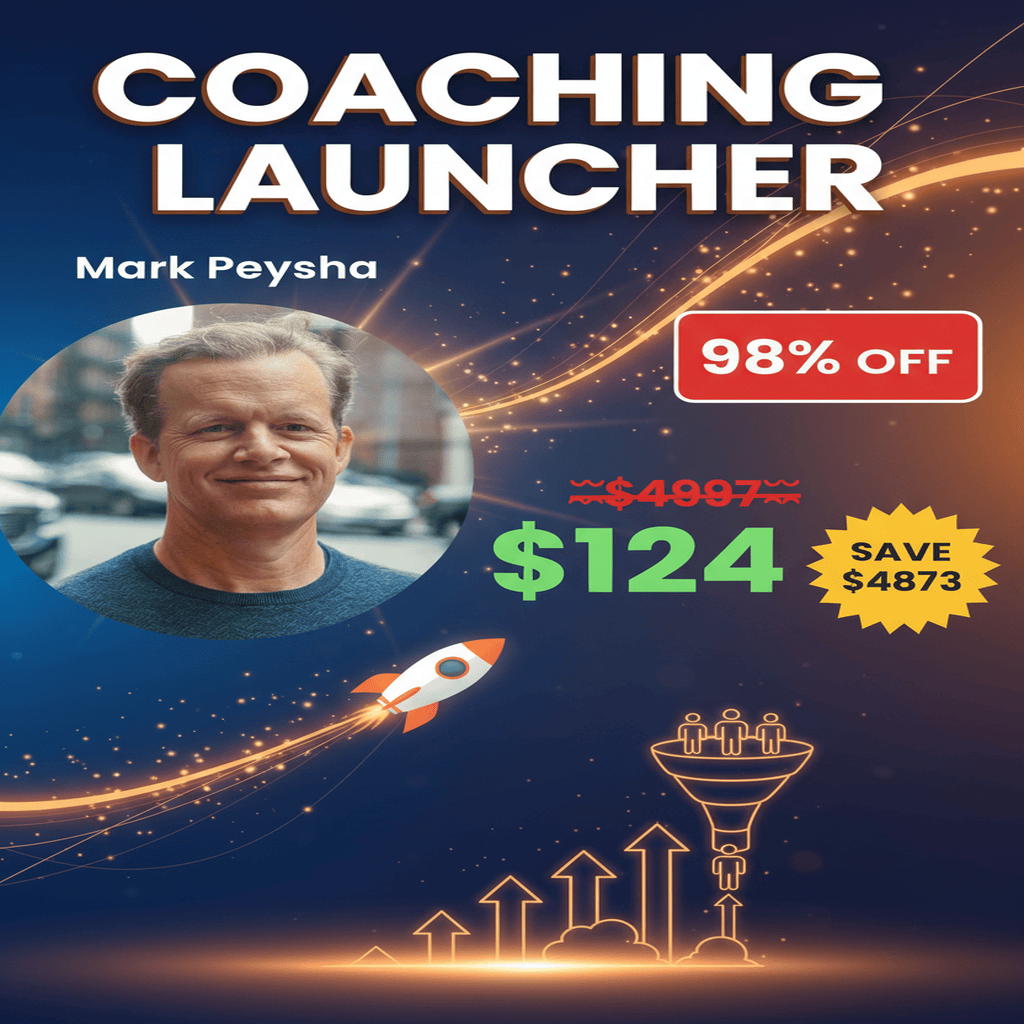 COACHING
LAUNCHER
Mark Peysha
98% OFF
~~$4997~~
$124
SAVE
$4873